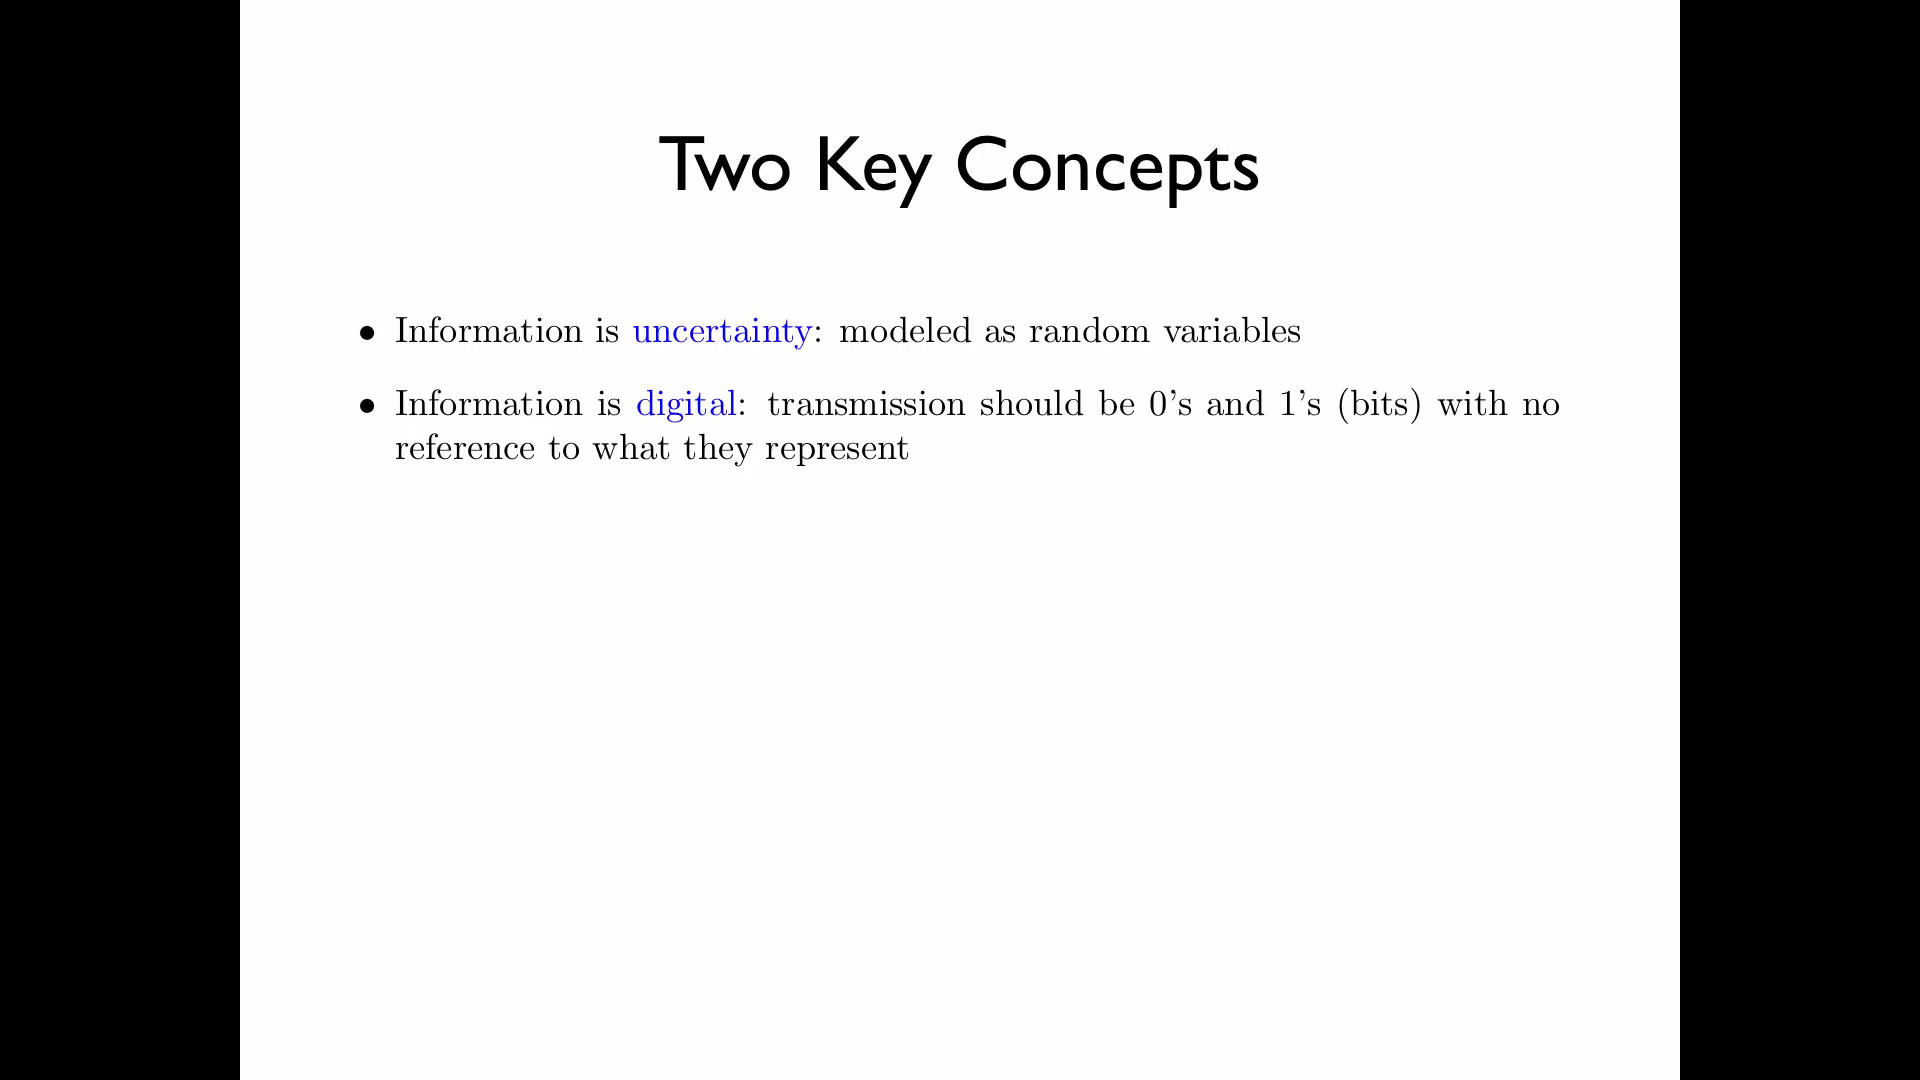 Two Key Concepts
• Information is uncertainty: modeled as random variables
• Information is digital: transmission should be 0's and 1's (bits) with no
reference to what they represent